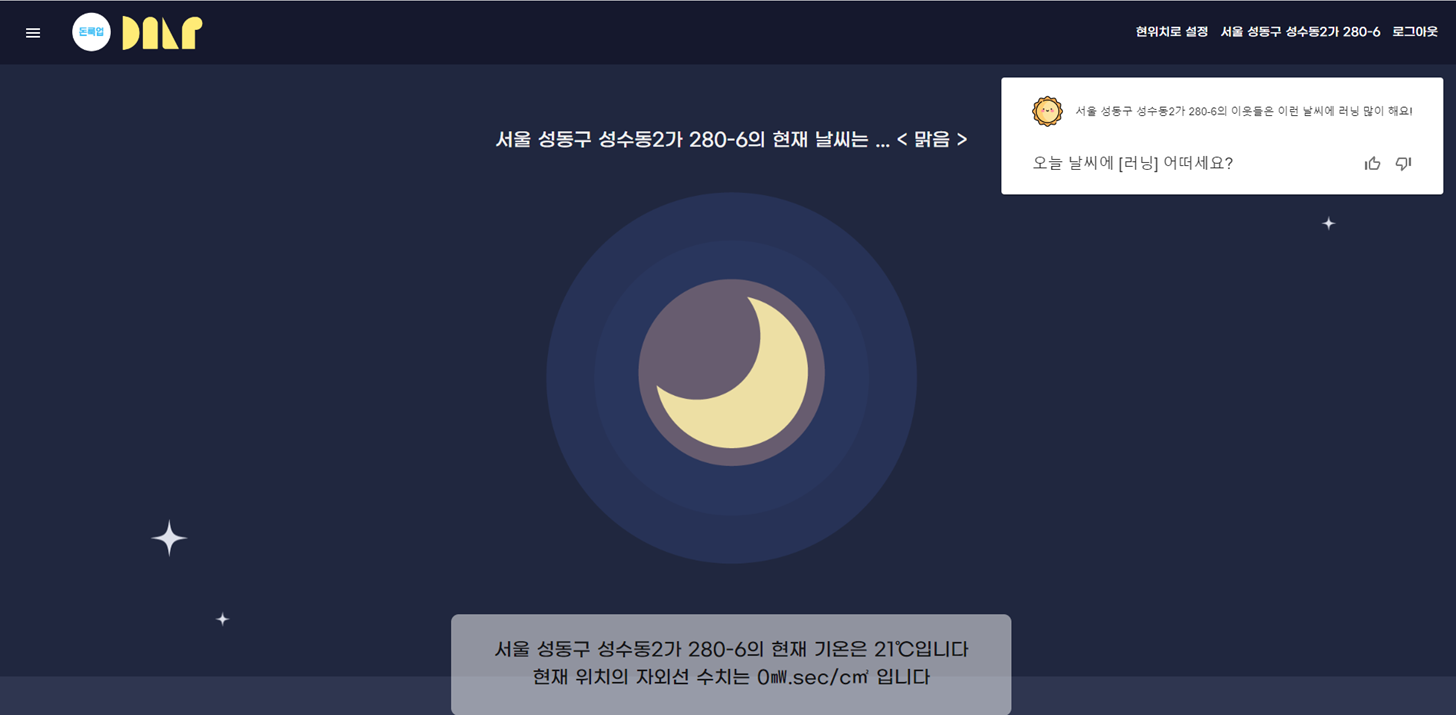 돈룩업
현위치로 설정 서울 성동구 성수동2가 280-6 로그아웃
서울 성동구 성수동2가 280-6의 이웃들은 이런 날씨에 러닝 많이 해요!
오늘 날씨에 [러닝] 어떠세요?
서울 성동구 성수동2가 280-6의 현재 날씨는 ... < 맑음 >
서울 성동구 성수동2가 280-6의 현재 기온은 21℃입니다
현재 위치의 자외선 수치는 0㎽.sec/c㎡ 입니다